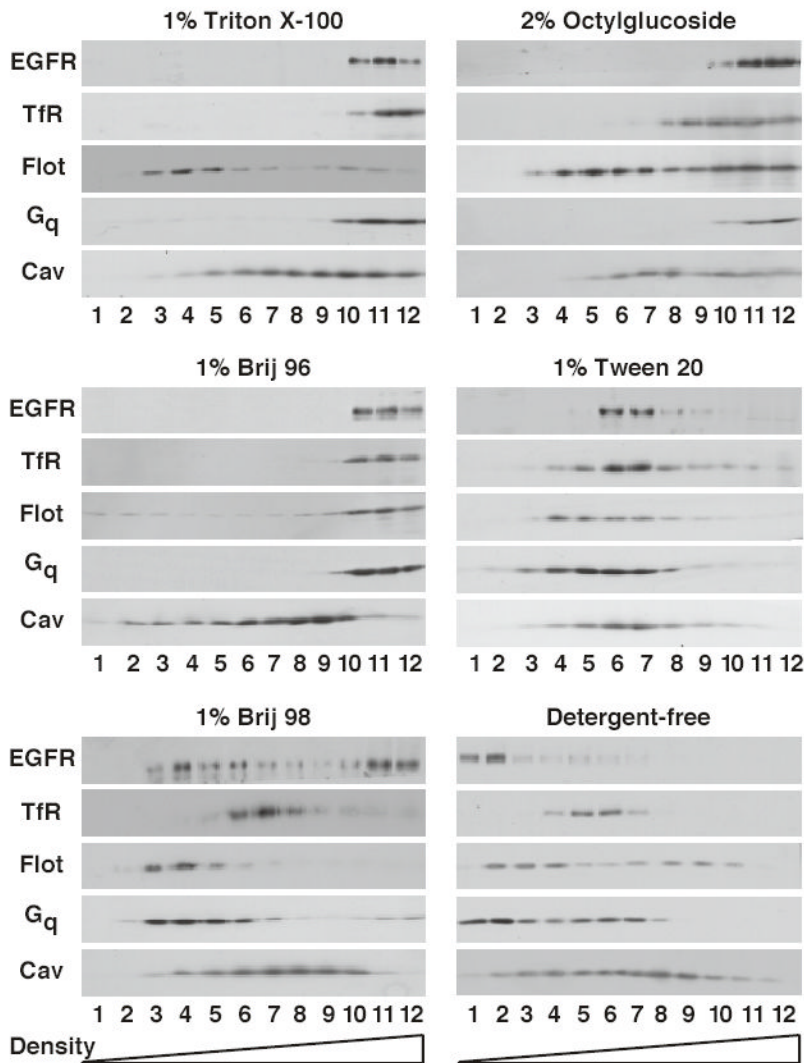 1% Triton X-100
EGFR
TfR
Flot
Gq
Cav
1 2 3 4 5 6 7 8 9 10 11 12
2% Octylglucoside
1 2 3 4 5 6 7 8 9 10 11 12
1% Brij 96
EGFR
TfR
Flot
Gq
Cav
1 2 3 4 5 6 7 8 9 10 11 12
1% Tween 20
1 2 3 4 5 6 7 8 9 10 11 12
1% Brij 98
EGFR
TfR
Flot
Gq
Cav
1 2 3 4 5 6 7 8 9 10 11 12
Detergent-free
1 2 3 4 5 6 7 8 9 10 11 12
Density